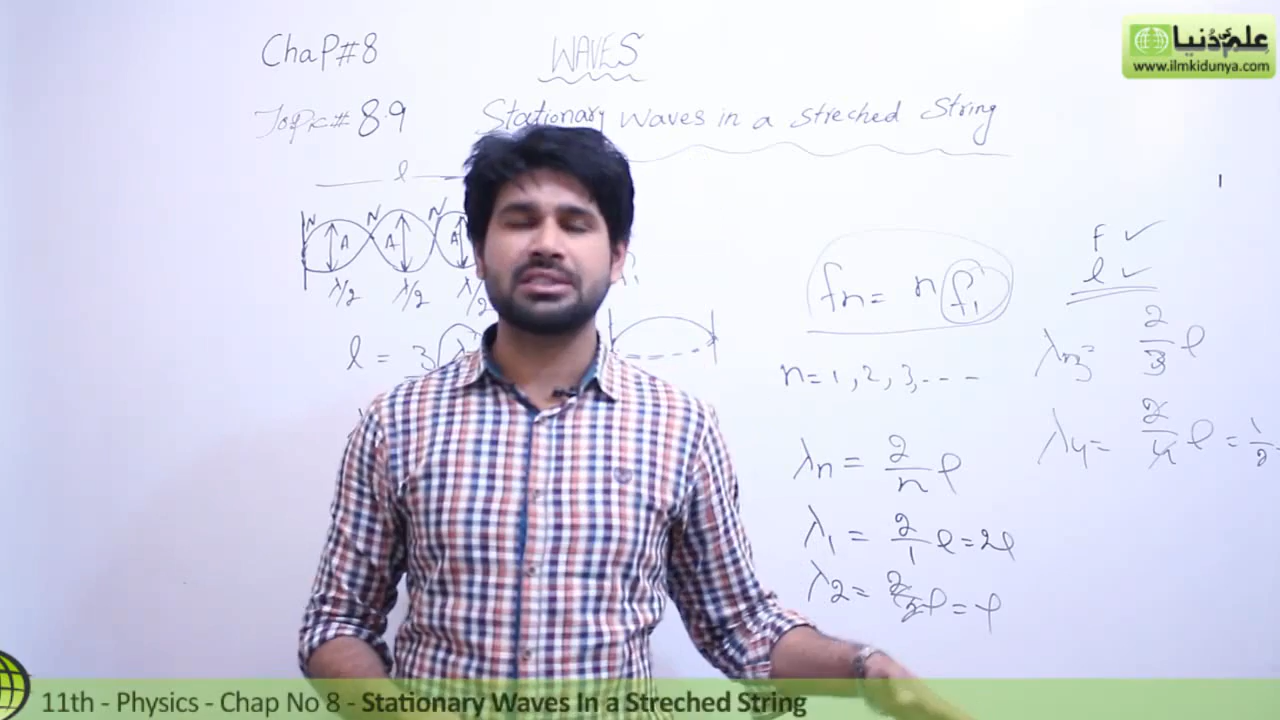 علم کی دُنیا
www.ilmkidunya.com
ChaP#8
WAVES
Topic# 8.9
Stationary Waves in a streched String
l
N N N
A A A
λ/2 λ/2 λ/2
l = 3
fn = n f1
n=1,2,3,---
λn = 2/n l
λ1 = 2/1 l = 2l
λ2 = 2/2 l = l
f ✓
l ✓
λ3 = 2/3 l
λ4 = 2/4 l = 1/2
11th - Physics - Chap No 8 - Stationary Waves In a Streched String